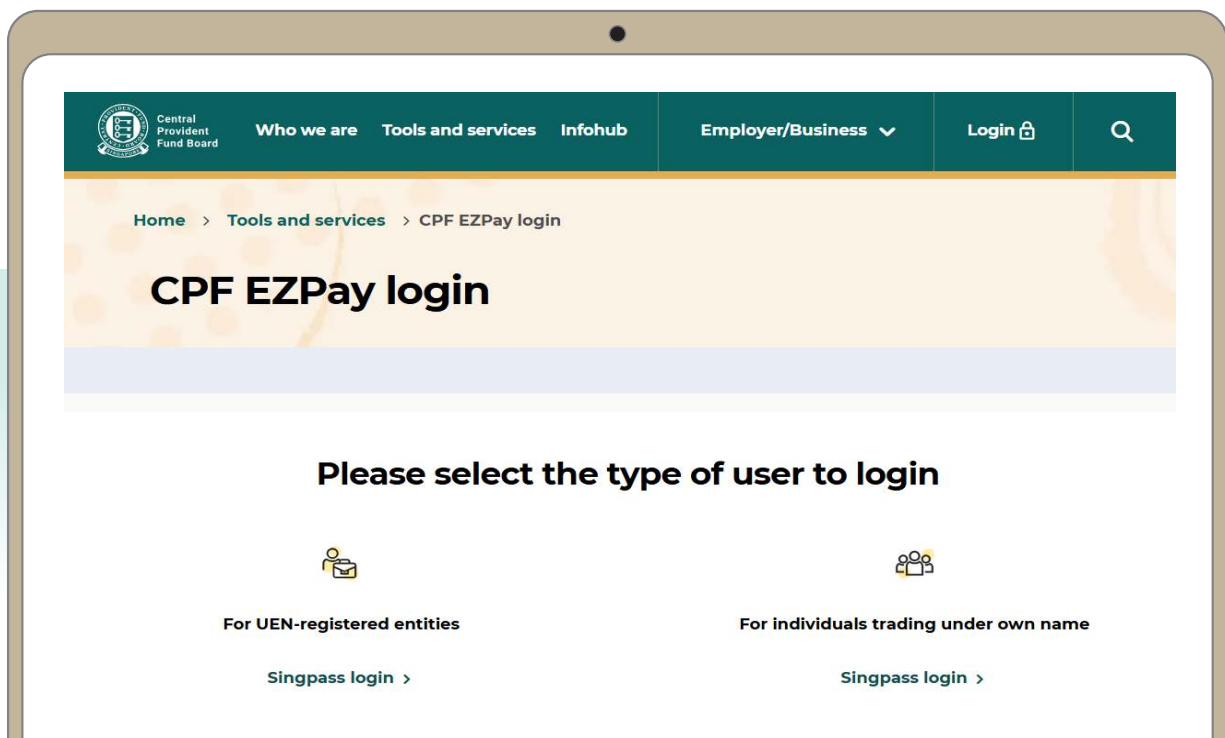 Central
Provident
Fund Board
Who we are Tools and services Infohub Employer/Business Login
Home > Tools and services > CPF EZPay login
CPF EZPay login
Please select the type of user to login
For UEN-registered entities For individuals trading under own name
Singpass login > Singpass login >